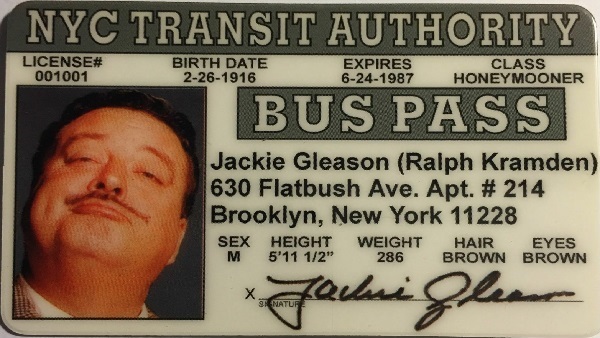 NYC TRANSIT AUTHORITY
LICENSE# BIRTH DATE EXPIRES CLASS
001001 2-26-1916 6-24-1987 HONEYMOONER
BUS PASS
Jackie Gleason (Ralph Kramden)
630 Flatbush Ave. Apt. # 214
Brooklyn, New York 11228
SEX HEIGHT WEIGHT HAIR EYES
M 5'11 1/2" 286 BROWN BROWN
X Jackie Gleason
SIGNATURE